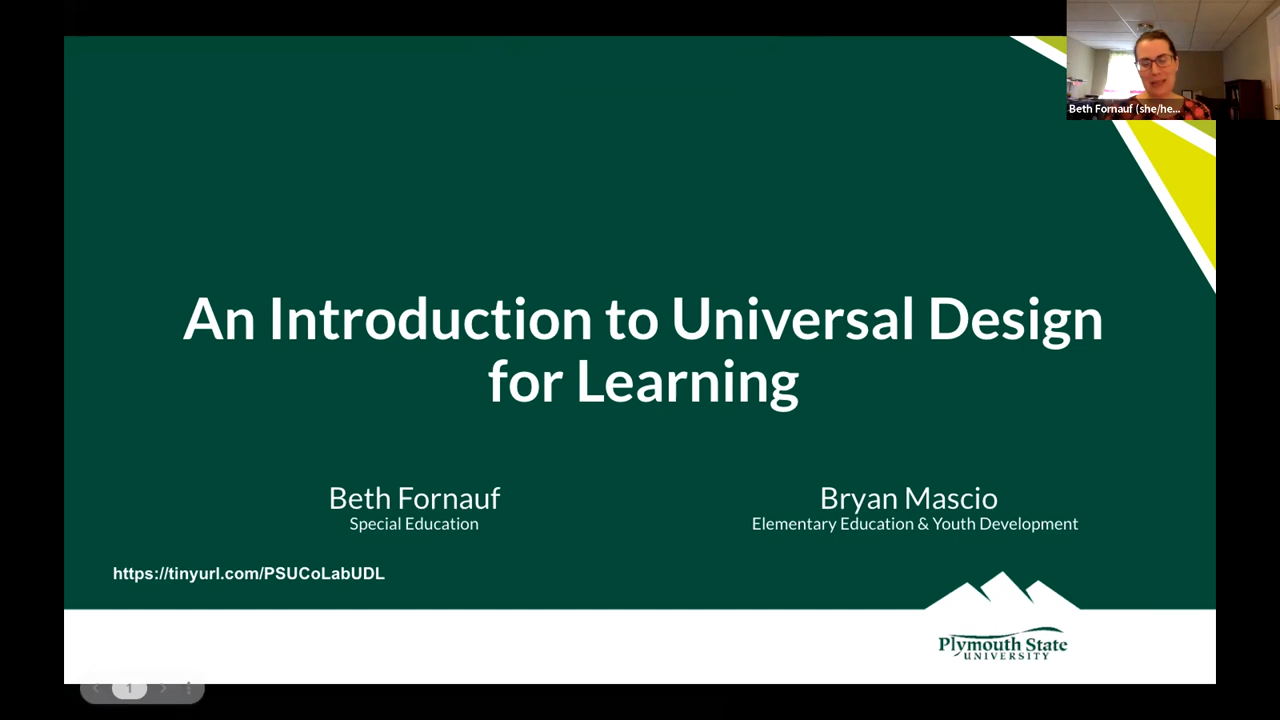 Beth Fornauf (she/he...
An Introduction to Universal Design
for Learning
Beth Fornauf
Special Education
Bryan Mascio
Elementary Education & Youth Development
https://tinyurl.com/PSUCoLabUDL
Plymouth State
UNIVERSITY
1